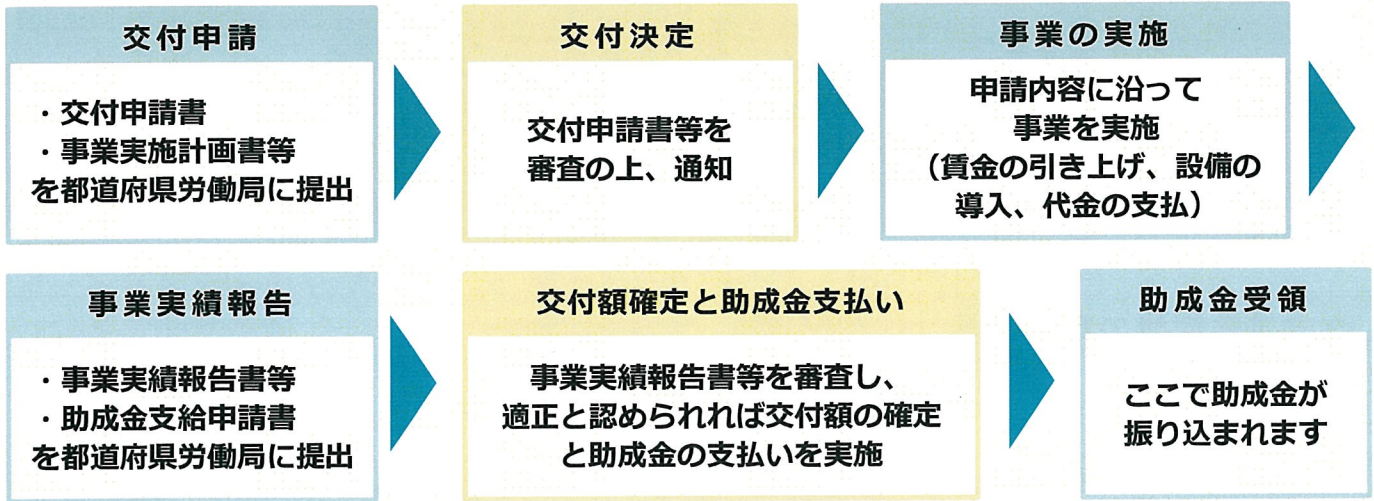 交付申請
・交付申請書
・事業実施計画書等
を都道府県労働局に提出
交付決定
交付申請書等を
審査の上、通知
事業の実施
申請内容に沿って
事業を実施
（賃金の引き上げ、設備の
導入、代金の支払）
事業実績報告
・事業実績報告書等
・助成金支給申請書
を都道府県労働局に提出
交付額確定と助成金支払い
事業実績報告書等を審査し、
適正と認められれば交付額の確定
と助成金の支払いを実施
助成金受領
ここで助成金が
振り込まれます